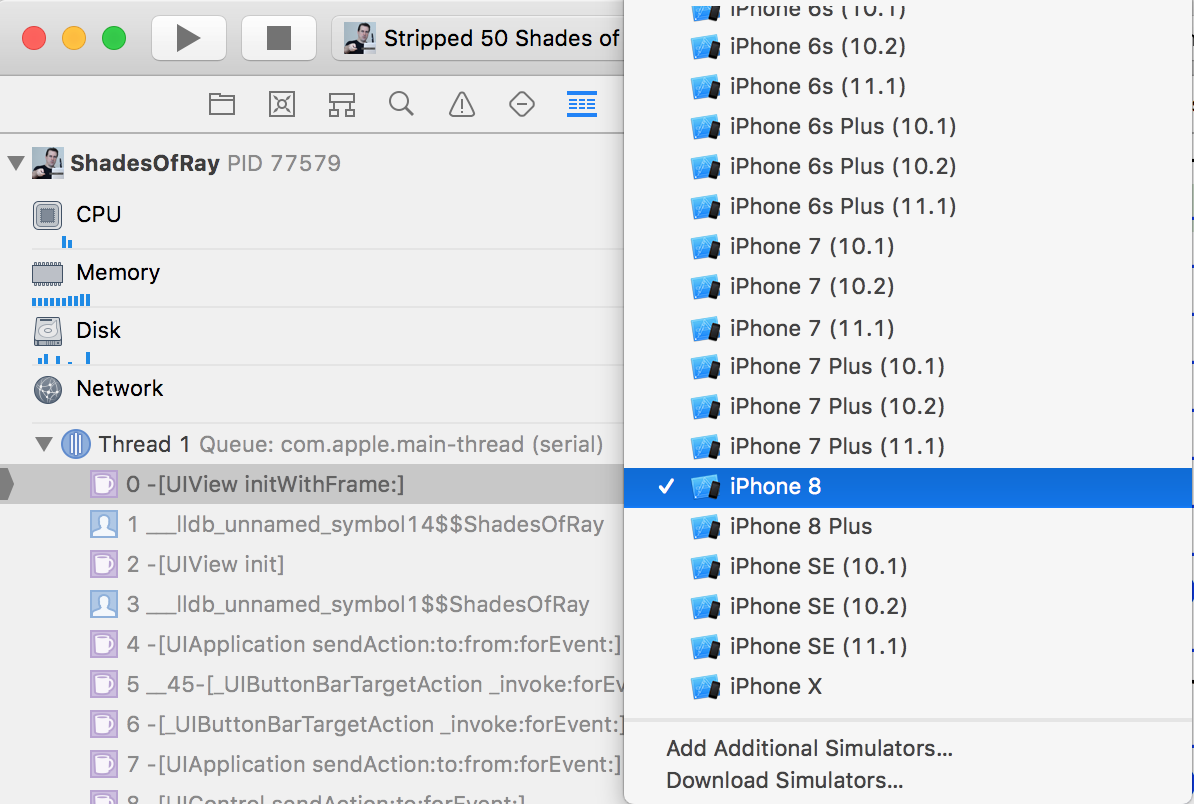 Stripped 50 Shades of
ShadesOfRay PID 77579
CPU
Memory
Disk
Network
Thread 1 Queue: com.apple.main-thread (serial)
0 -[UIView initWithFrame:]
1 ___lldb_unnamed_symbol14$$ShadesOfRay
2 -[UIView init]
3 ___lldb_unnamed_symbol1$$ShadesOfRay
4 -[UIApplication sendAction:to:from:forEvent:]
5 __45-[_UIButtonBarTargetAction _invoke:forEv
6 -[_UIButtonBarTargetAction _invoke:forEvent:]
7 -[UIApplication sendAction:to:from:forEvent:]
8 -[UIControl sendAction:to:forEvent:]
iPhone 6s (10.1)
iPhone 6s (10.2)
iPhone 6s (11.1)
iPhone 6s Plus (10.1)
iPhone 6s Plus (10.2)
iPhone 6s Plus (11.1)
iPhone 7 (10.1)
iPhone 7 (10.2)
iPhone 7 (11.1)
iPhone 7 Plus (10.1)
iPhone 7 Plus (10.2)
iPhone 7 Plus (11.1)
iPhone 8
iPhone 8 Plus
iPhone SE (10.1)
iPhone SE (10.2)
iPhone SE (11.1)
iPhone X
Add Additional Simulators...
Download Simulators...